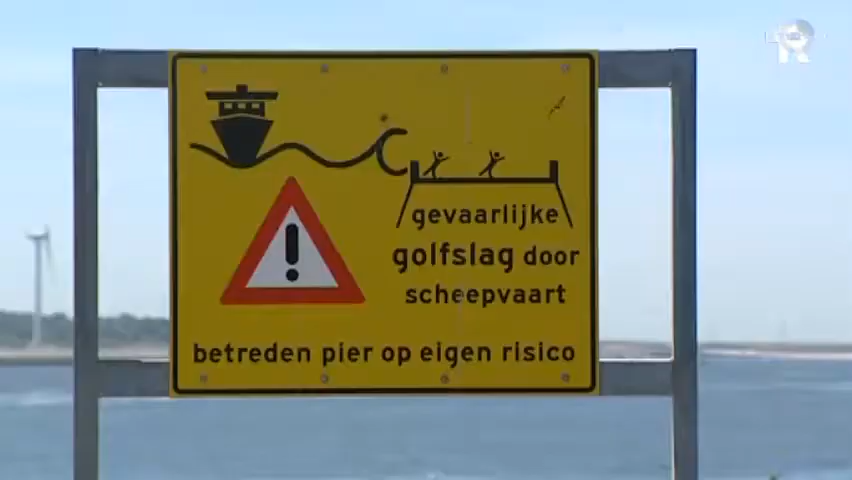 gevaarlijke
golfslag door
scheepvaart
betreden pier op eigen risico